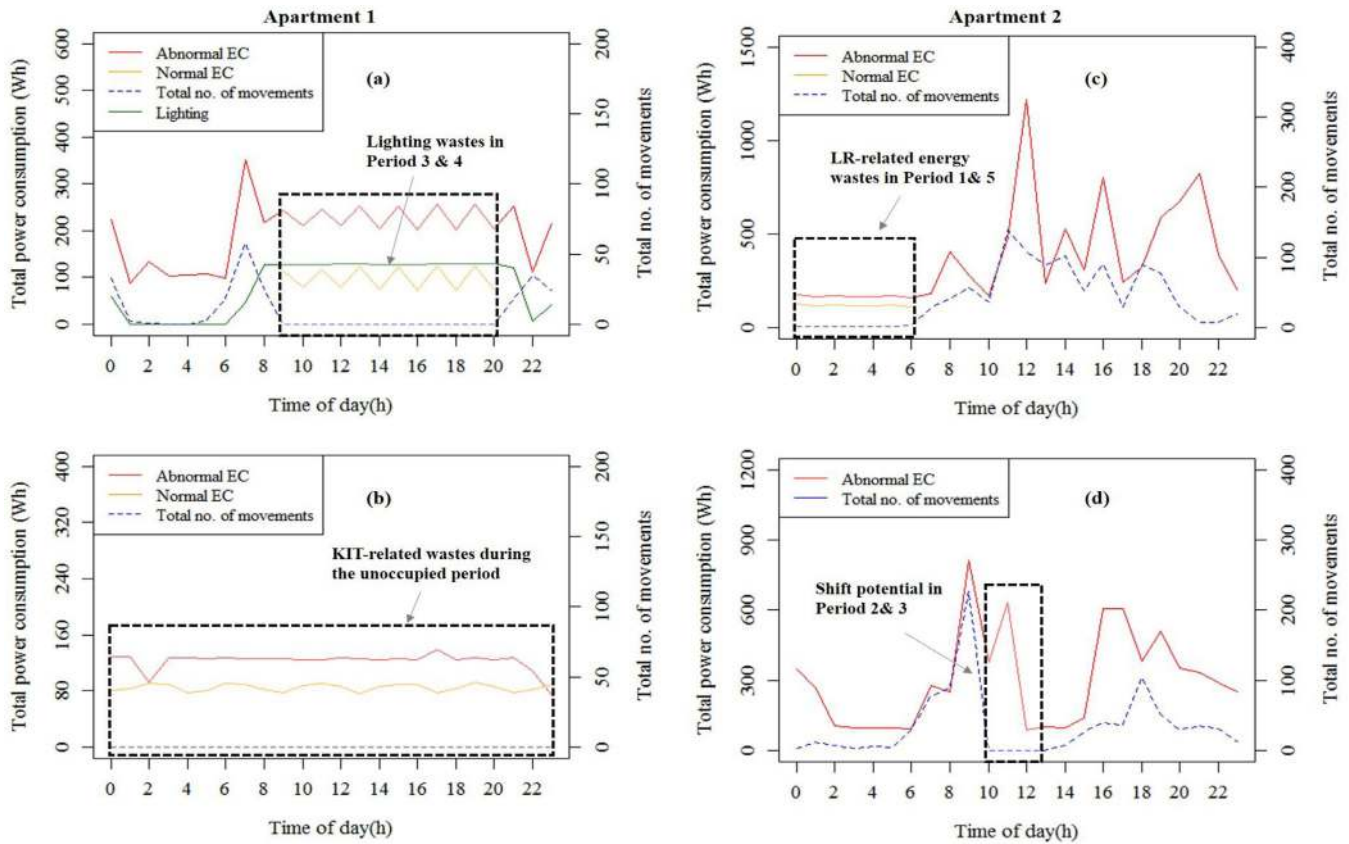 Apartment 1
Total power consumption (Wh)
600
500
400
300
200
100
0
Abnormal EC
Normal EC
Total no. of movements
Lighting
(a)
Lighting wastes in
Period 3 & 4
200
150
100
50
0
Total no. of movements
0 2 4 6 8 10 12 14 16 18 20 22
Time of day(h)
Apartment 2
Total power consumption (Wh)
1500
1000
500
0
Abnormal EC
Normal EC
Total no. of movements
(c)
LR-related energy
wastes in Period 1& 5
400
300
200
100
0
Total no. of movements
0 2 4 6 8 10 12 14 16 18 20 22
Time of day(h)
Total power consumption (Wh)
400
320
240
160
80
0
Abnormal EC
Normal EC
Total no. of movements
(b)
KIT-related wastes during
the unoccupied period
200
150
100
50
0
Total no. of movements
0 2 4 6 8 10 12 14 16 18 20 22
Time of day(h)
Total power consumption (Wh)
1200
900
600
300
0
Abnormal EC
Total no. of movements
(d)
Shift potential in
Period 2& 3
400
300
200
100
0
Total no. of movements
0 2 4 6 8 10 12 14 16 18 20 22
Time of day(h)